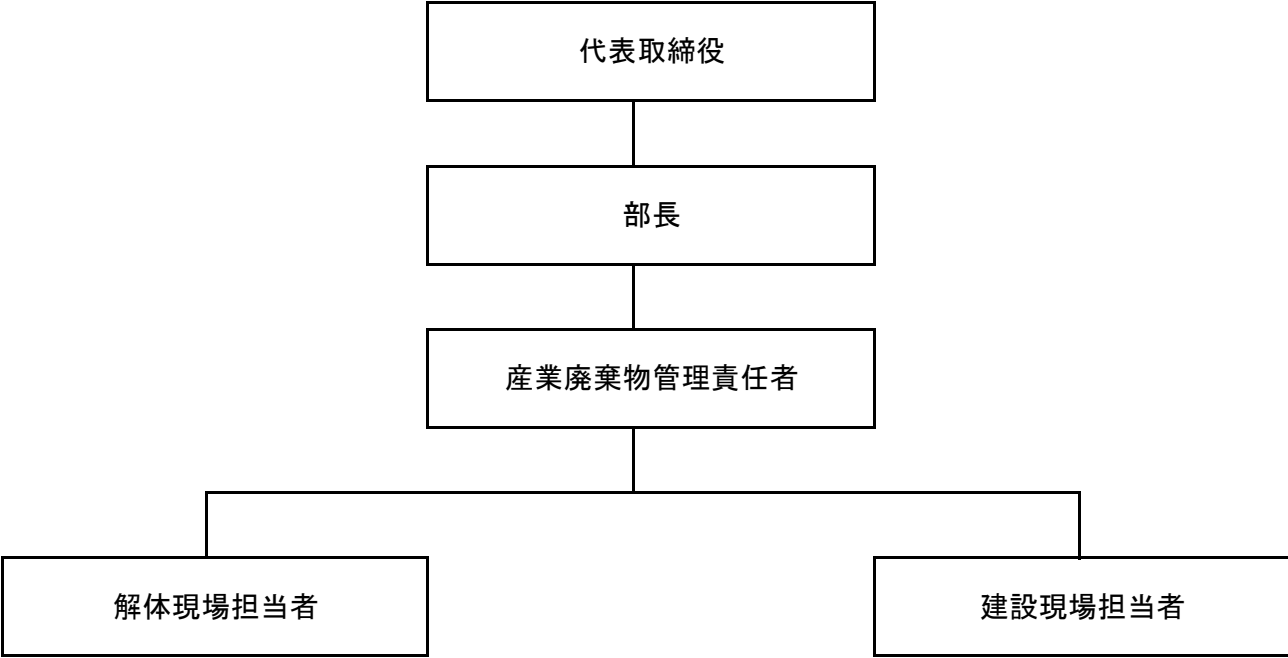 代表取締役
部長
産業廃棄物管理責任者
解体現場担当者
建設現場担当者